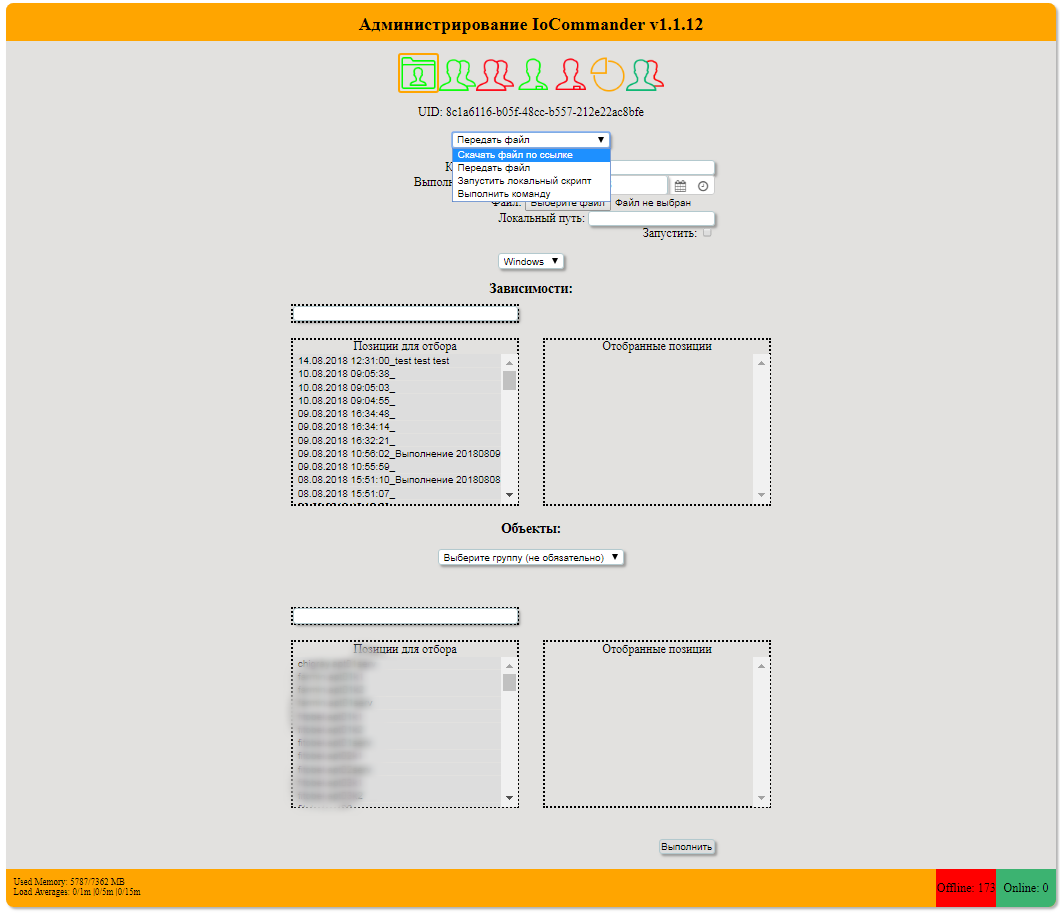 Администрирование IoCommander v1.1.12
UID: 8c1a6116-b05f-48cc-b557-212e22ac8bfe
Передать файл
Скачать файл по ссылке
Передать файл
Запустить локальный скрипт
Выполнить команду
Файл: Выберите файл Файл не выбран
Локальный путь:
Запустить:
Windows
Зависимости:
Позиции для отбора
14.08.2018 12:31:00_test test test
10.08.2018 09:05:38_
10.08.2018 09:05:03_
10.08.2018 09:04:55_
09.08.2018 16:34:48_
09.08.2018 16:34:14_
09.08.2018 16:32:21_
09.08.2018 10:56:02_Выполнение 20180809
09.08.2018 10:55:59_
08.08.2018 15:51:10_Выполнение 20180808
08.08.2018 15:51:07_
Отобранные позиции
Объекты:
Выберите группу (не обязательно)
Позиции для отбора
Отобранные позиции
Выполнить
Used Memory: 5787/7362 MB
Load Averages: 0/1m |0/5m |0/15m
Offline: 173
Online: 0